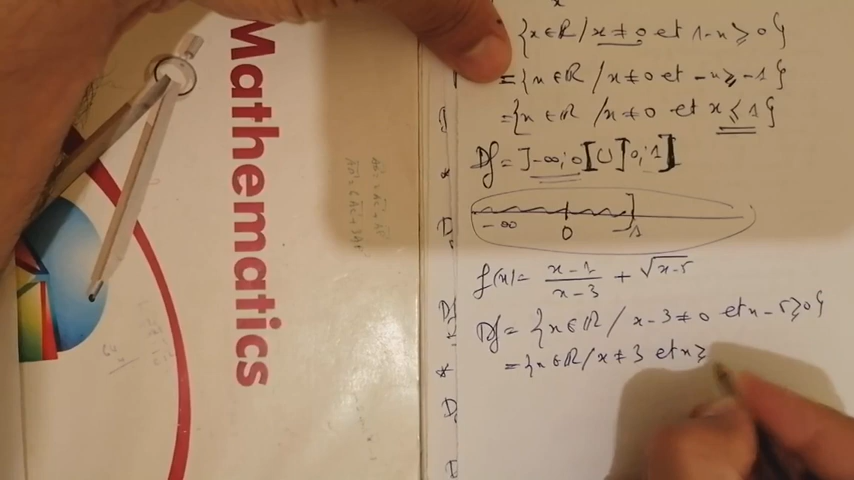 Mathematics
x
{x∈ℝ / x≠0 et 1-x⩾0}
={x∈ℝ / x≠0 et -x⩾-1}
={x∈ℝ / x≠0 et x⩽1}
Df = ]-∞;0[ U ]0;1]
-∞ 0 1
f(x)= (x-1)/(x-3) + √(x-5)
Df = {x∈ℝ / x-3≠0 et x-5⩾0}
={x∈ℝ / x≠3 et x⩾